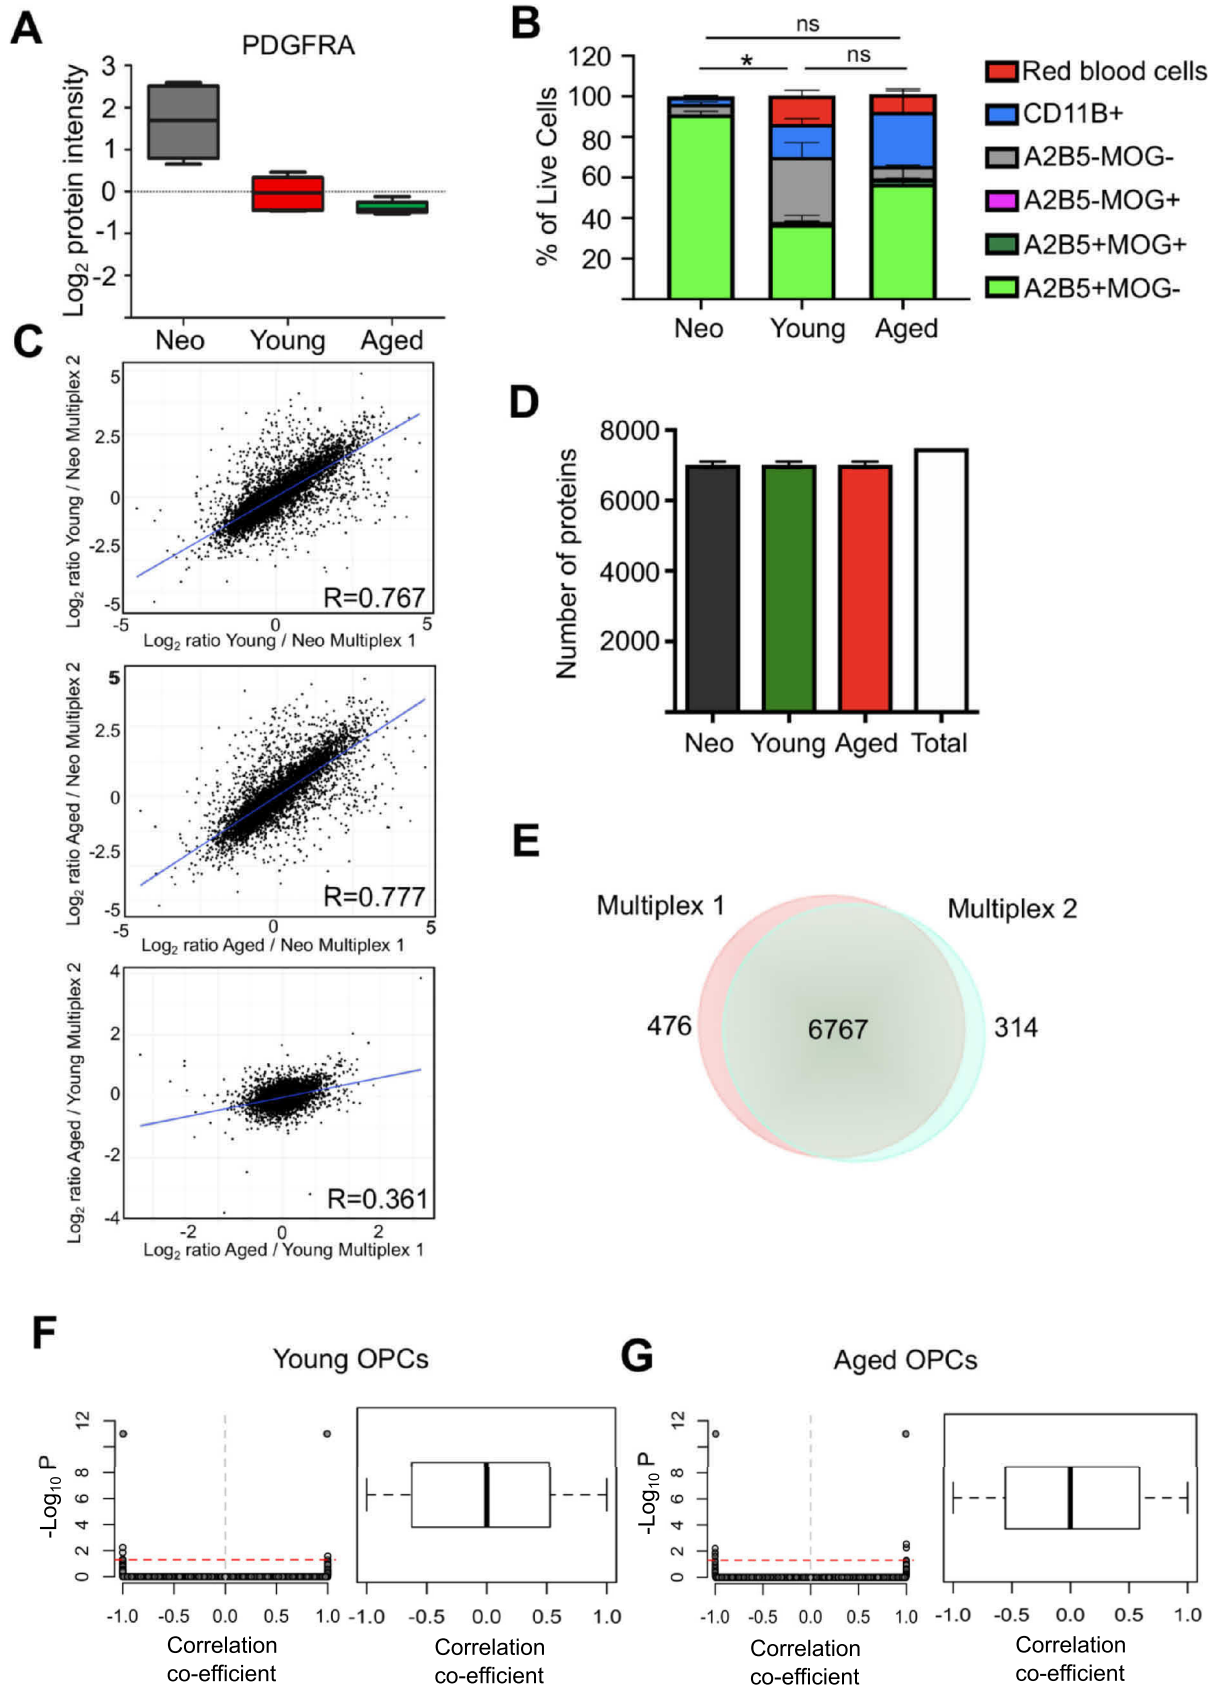 A
PDGFRA
Log2 protein intensity
3
2
1
0
-1
-2
Neo
Young
Aged
B
ns
*
ns
% of Live Cells
120
100
80
60
40
20
Neo
Young
Aged
Red blood cells
CD11B+
A2B5-MOG-
A2B5-MOG+
A2B5+MOG+
A2B5+MOG-
C
Log2 ratio Young / Neo Multiplex 2
5
2.5
0
-2.5
-5
R=0.767
-5
0
5
Log2 ratio Young / Neo Multiplex 1
Log2 ratio Aged / Neo Multiplex 2
5
2.5
0
-2.5
-5
R=0.777
-5
0
5
Log2 ratio Aged / Neo Multiplex 1
Log2 ratio Aged / Young Multiplex 2
4
2
0
-2
-4
R=0.361
-2
0
2
Log2 ratio Aged / Young Multiplex 1
D
Number of proteins
8000
6000
4000
2000
Neo
Young
Aged
Total
E
Multiplex 1
Multiplex 2
476
6767
314
F
Young OPCs
-Log10 P
12
8
6
4
2
0
-1.0
-0.5
0.0
0.5
1.0
Correlation
co-efficient
-1.0
-0.5
0.0
0.5
1.0
Correlation
co-efficient
G
Aged OPCs
-Log10 P
12
8
6
4
2
0
-1.0
-0.5
0.0
0.5
1.0
Correlation
co-efficient
-1.0
-0.5
0.0
0.5
1.0
Correlation
co-efficient